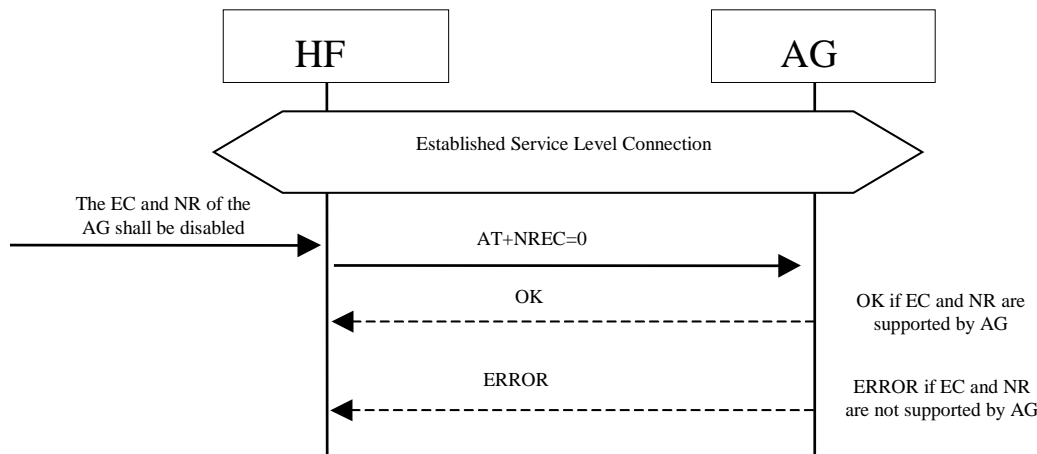 HF
AG
Established Service Level Connection
The EC and NR of the
AG shall be disabled
AT+NREC=0
OK
OK if EC and NR are
supported by AG
ERROR
ERROR if EC and NR
are not supported by AG